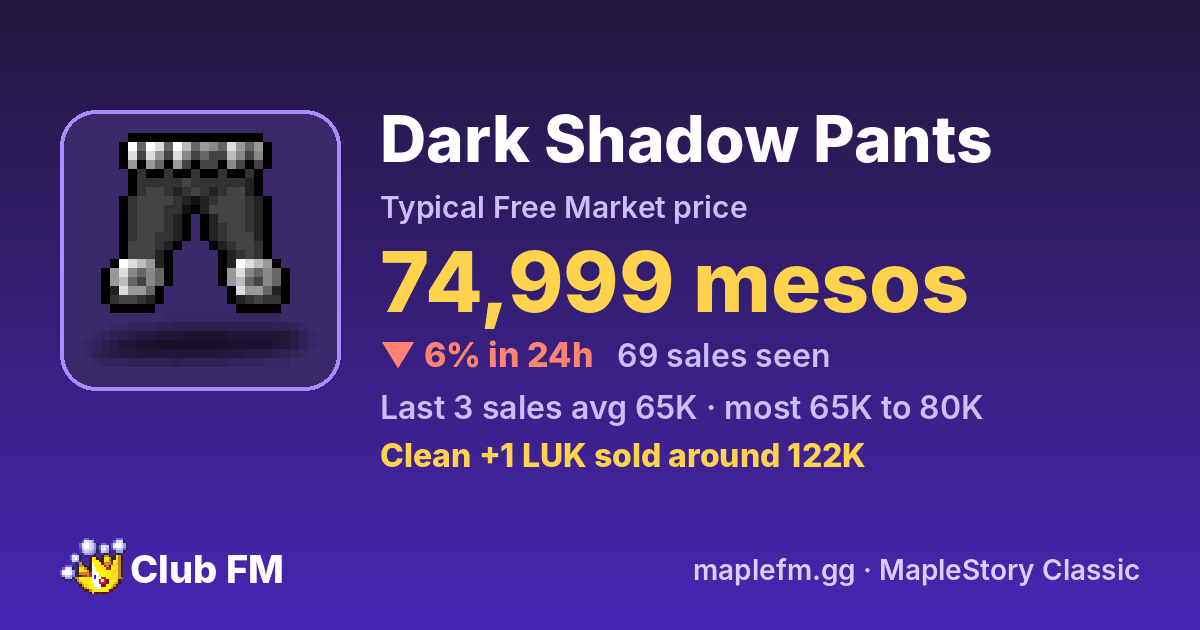 Dark Shadow Pants
Typical Free Market price
74,999 mesos
▼ 6% in 24h 69 sales seen
Last 3 sales avg 65K · most 65K to 80K
Clean +1 LUK sold around 122K
Club FM
maplefm.gg · MapleStory Classic